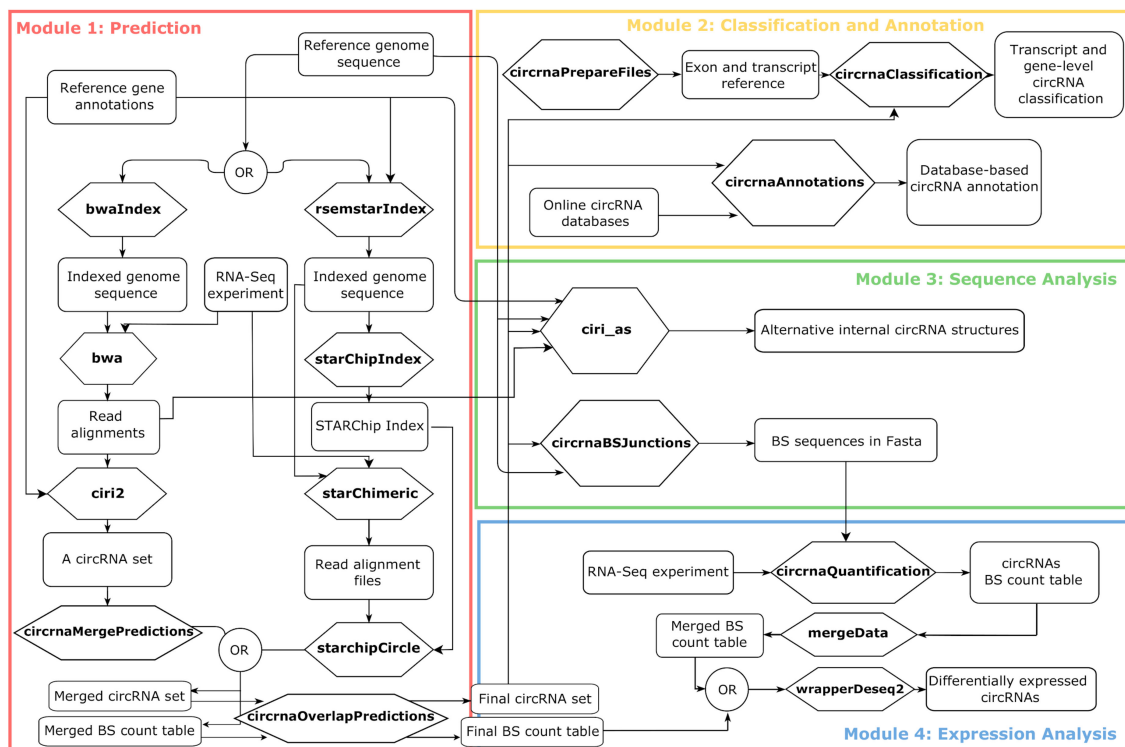 Module 1: Prediction
Reference genome
sequence
Reference gene
annotations
OR
bwaIndex
rsemstarIndex
Indexed genome
sequence
RNA-Seq
experiment
Indexed genome
sequence
bwa
starChipIndex
Read
alignments
STARChip Index
ciri2
starChimeric
A circRNA set
Read alignment
files
circrnaMergePredictions
OR
starchipCircle
Merged circRNA set
Merged BS count table
circrnaOverlapPredictions
Final circRNA set
Final BS count table
Module 2: Classification and Annotation
circrnaPrepareFiles
Exon and transcript
reference
circrnaClassification
Transcript and
gene-level
circRNA
classification
circrnaAnnotations
Database-based
circRNA annotation
Online circRNA
databases
Module 3: Sequence Analysis
ciri_as
Alternative internal circRNA structures
circrnaBSJunctions
BS sequences in Fasta
RNA-Seq experiment
circrnaQuantification
circRNAs
BS count table
Merged BS
count table
mergeData
OR
wrapperDeseq2
Differentially expressed
circRNAs
Module 4: Expression Analysis